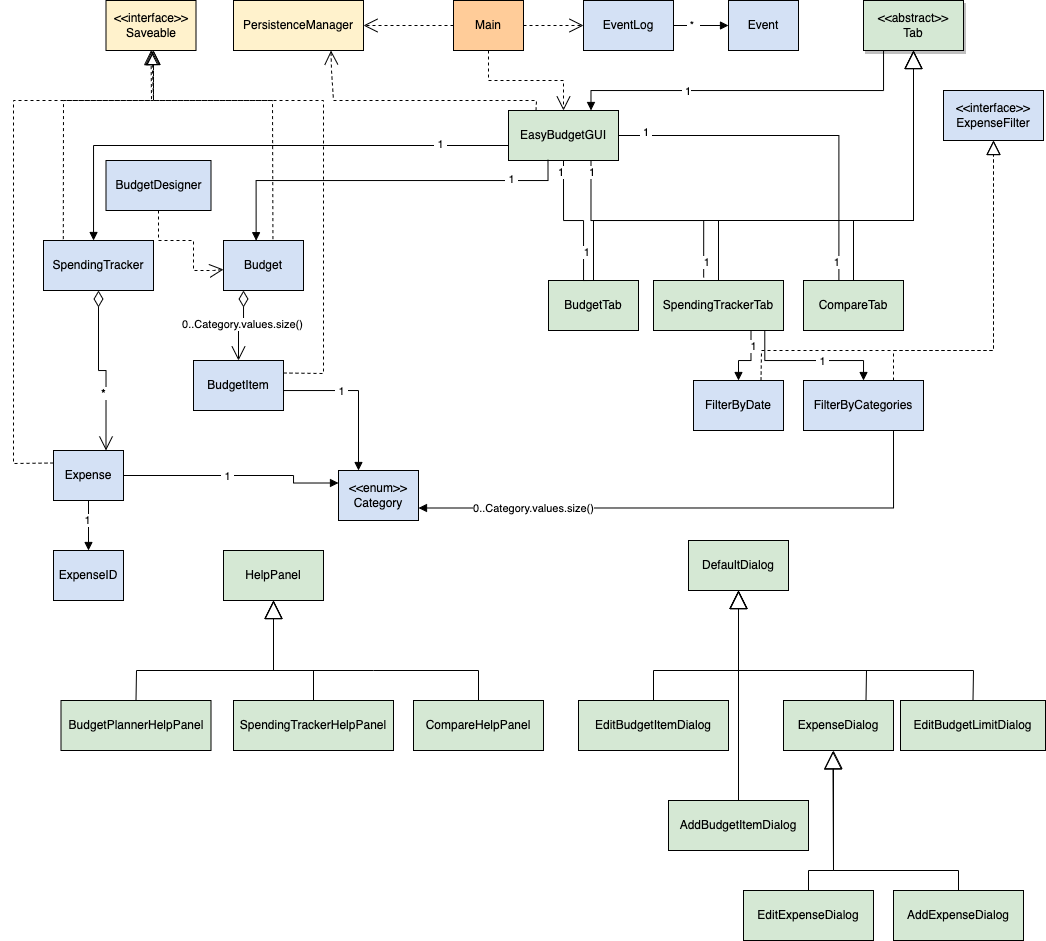 <<interface>>
Saveable
PersistenceManager
Main
EventLog
*
Event
<<abstract>>
Tab
1
<<interface>>
ExpenseFilter
EasyBudgetGUI
1
1
1
1
1
BudgetDesigner
SpendingTracker
Budget
1
1
1
0..Category.values.size()
BudgetTab
SpendingTrackerTab
CompareTab
1
1
*
BudgetItem
1
FilterByDate
FilterByCategories
Expense
1
<<enum>>
Category
0..Category.values.size()
1
ExpenseID
HelpPanel
DefaultDialog
BudgetPlannerHelpPanel
SpendingTrackerHelpPanel
CompareHelpPanel
EditBudgetItemDialog
ExpenseDialog
EditBudgetLimitDialog
AddBudgetItemDialog
EditExpenseDialog
AddExpenseDialog